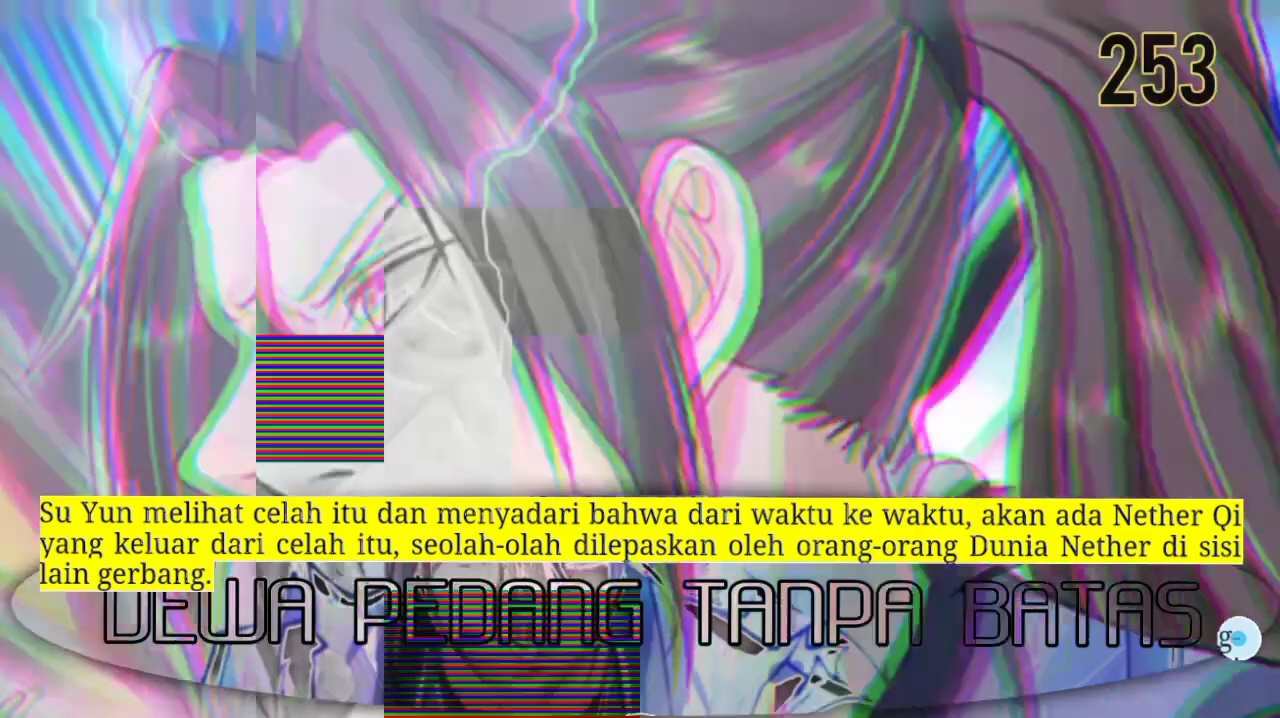 253
Su Yun melihat celah itu dan menyadari bahwa dari waktu ke waktu, akan ada Nether Qi
yang keluar dari celah itu, seolah-olah dilepaskan oleh orang-orang Dunia Nether di sisi
lain gerbang.
DEWA PEDANG TANPA BATAS